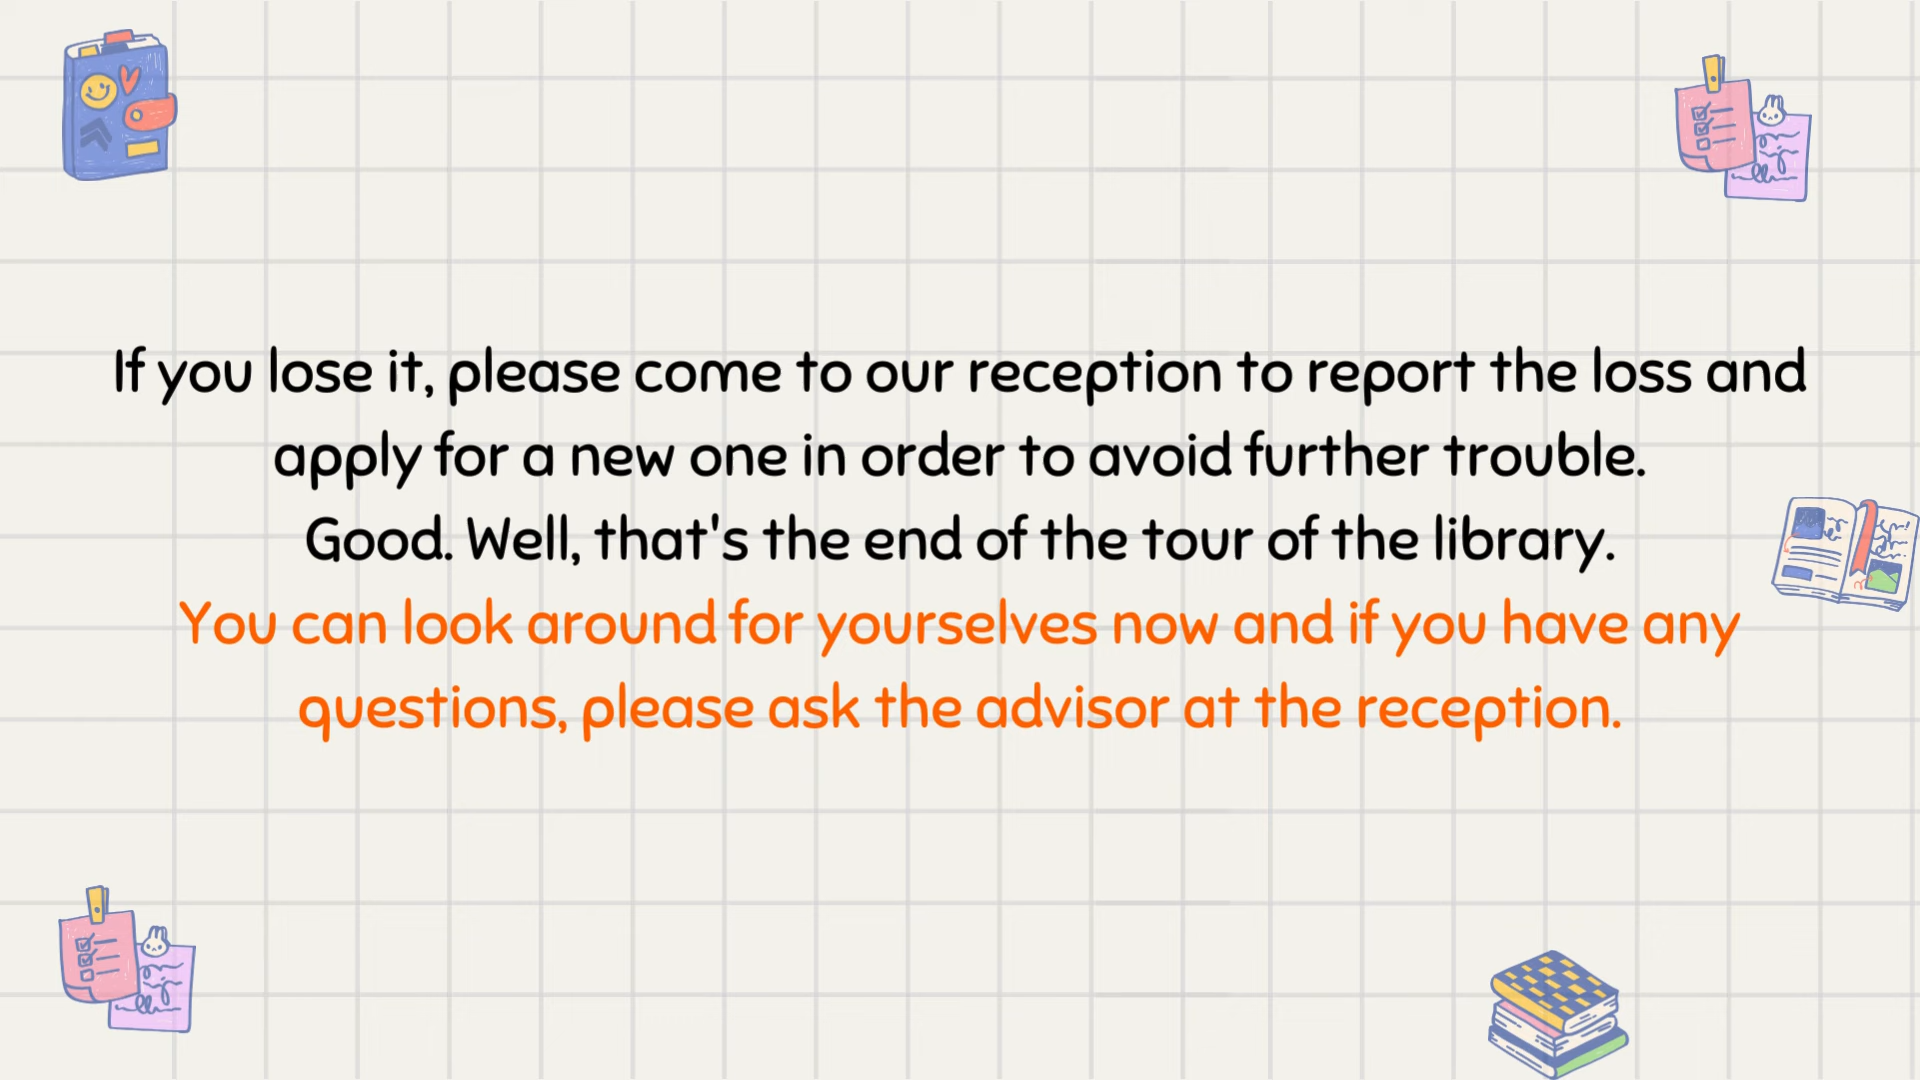 If you lose it, please come to our reception to report the loss and
apply for a new one in order to avoid further trouble.
Good. Well, that's the end of the tour of the library.
You can look around for yourselves now and if you have any
questions, please ask the advisor at the reception.